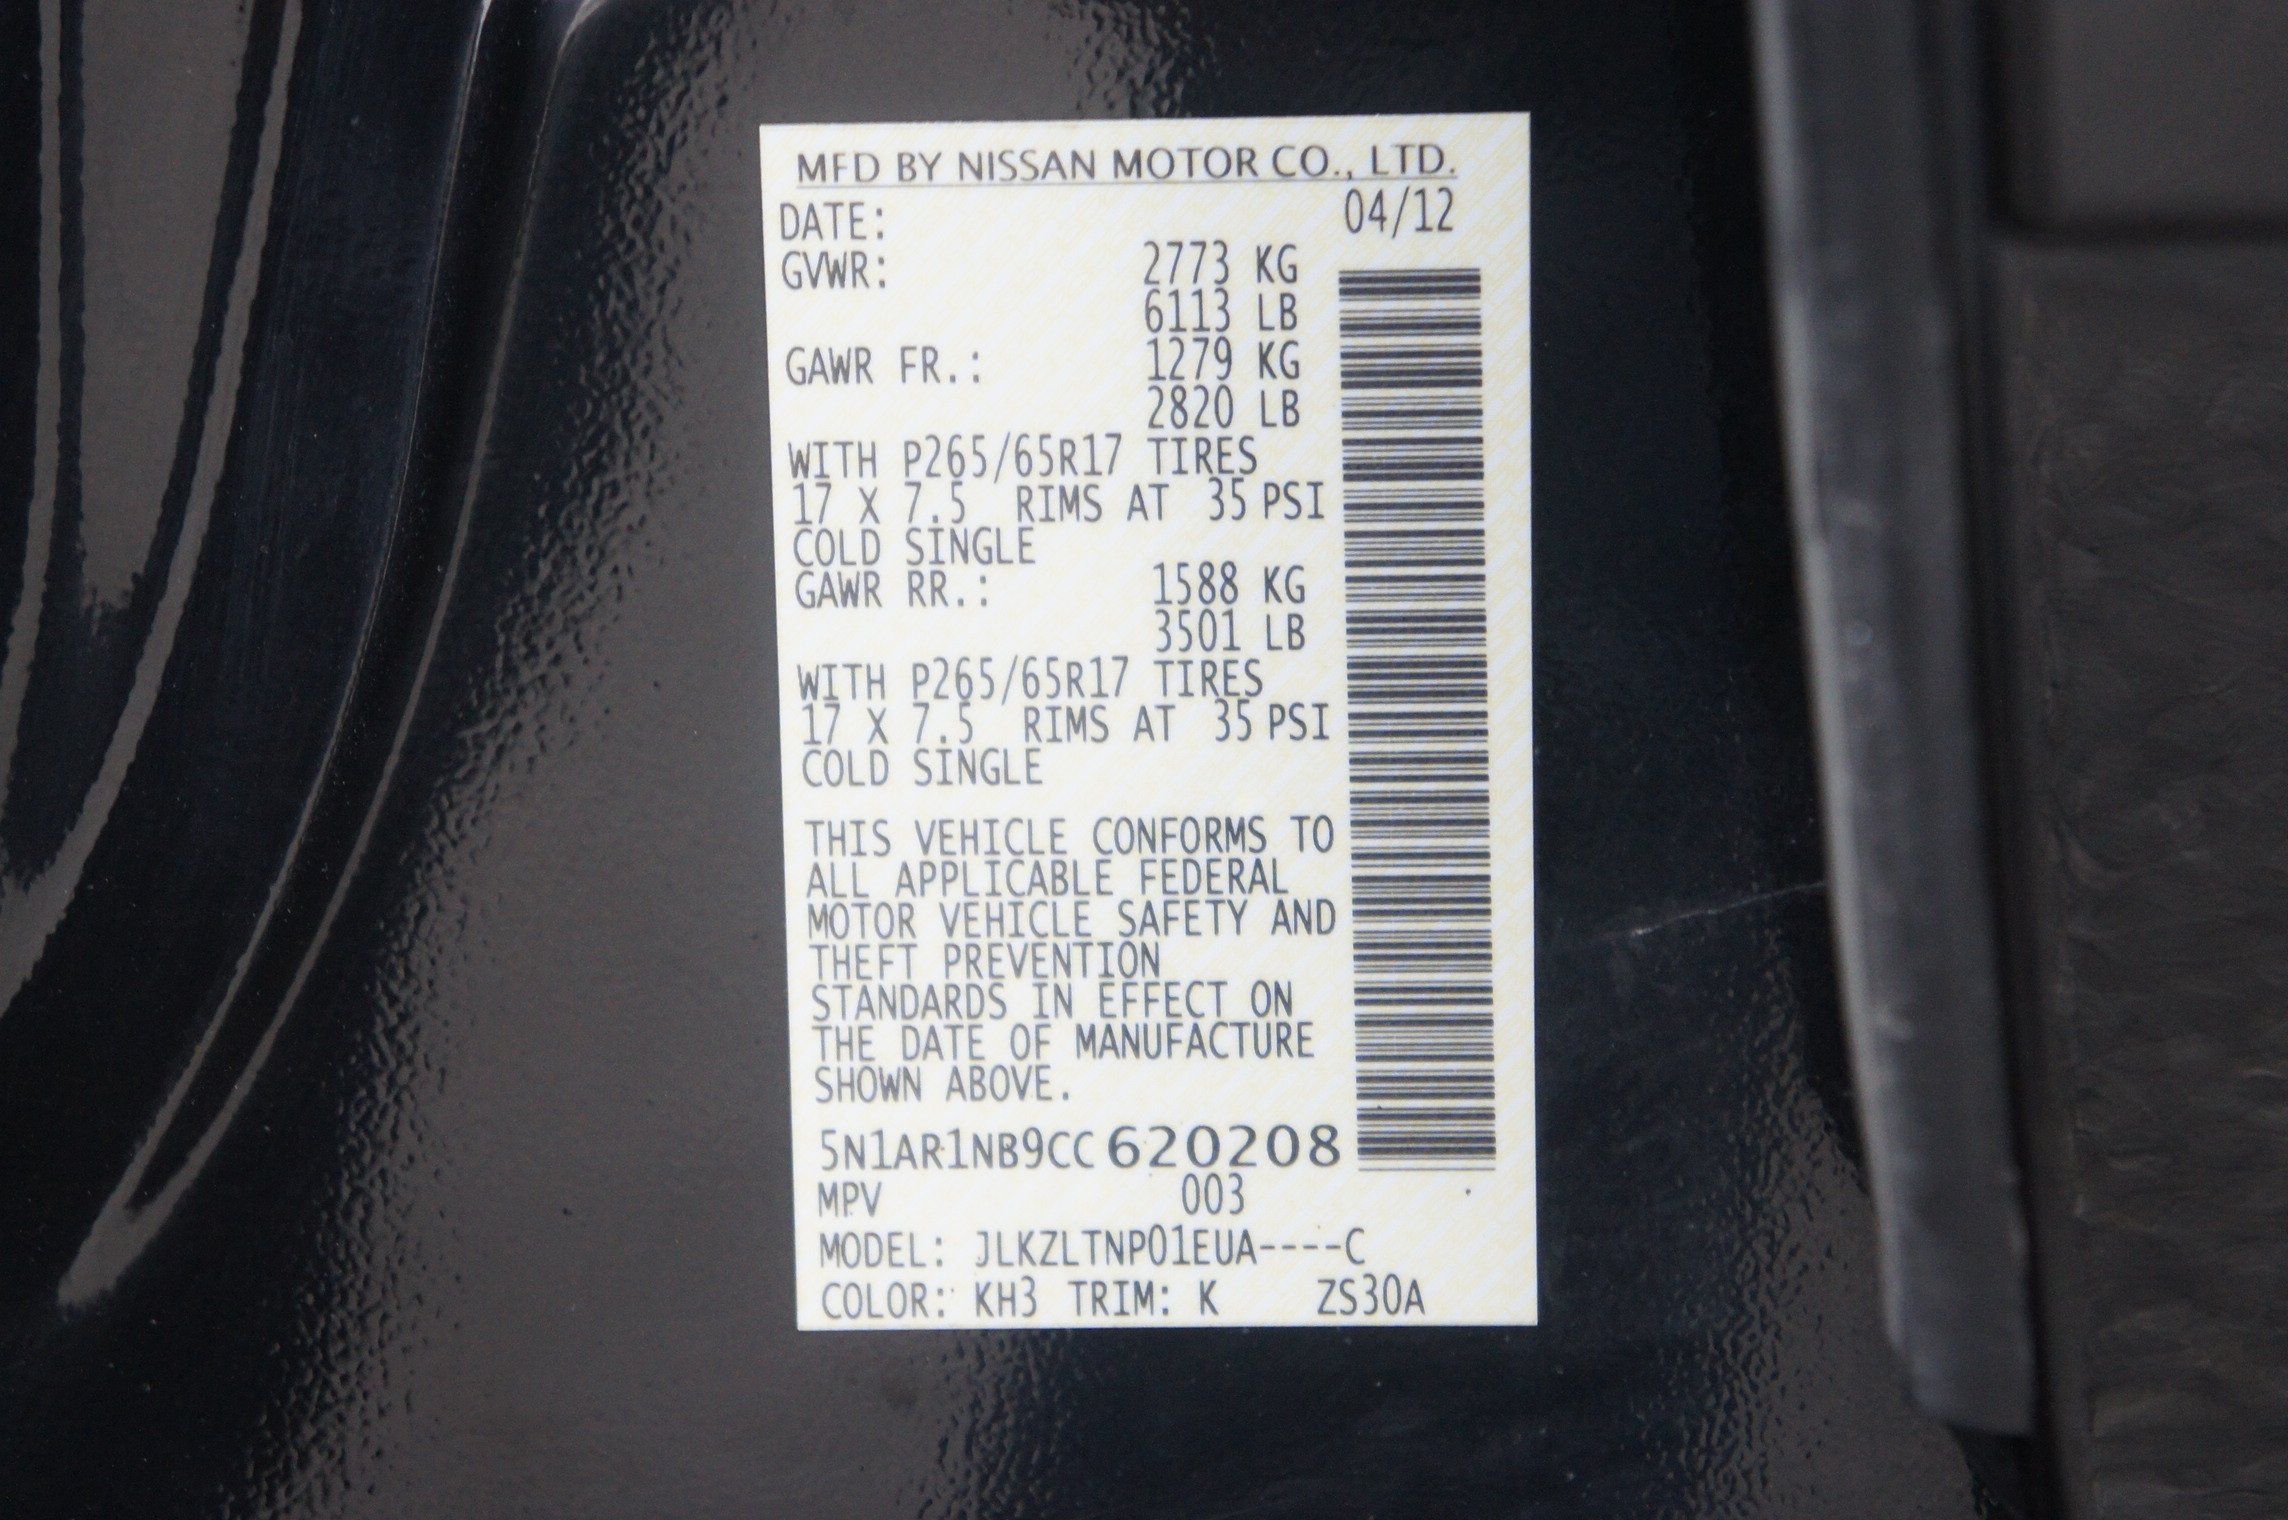 MFD BY NISSAN MOTOR CO., LTD.
DATE: 04/12
GVWR: 2773 KG
6113 LB
GAWR FR.: 1279 KG
2820 LB
WITH P265/65R17 TIRES
17 X 7.5 RIMS AT 35 PSI
COLD SINGLE
GAWR RR.: 1588 KG
3501 LB
WITH P265/65R17 TIRES
17 X 7.5 RIMS AT 35 PSI
COLD SINGLE
THIS VEHICLE CONFORMS TO
ALL APPLICABLE FEDERAL
MOTOR VEHICLE SAFETY AND
THEFT PREVENTION
STANDARDS IN EFFECT ON
THE DATE OF MANUFACTURE
SHOWN ABOVE.
5N1AR1NB9CC620208
MPV 003
MODEL: JLKZLTNP01EUA----C
COLOR: KH3 TRIM: K ZS30A